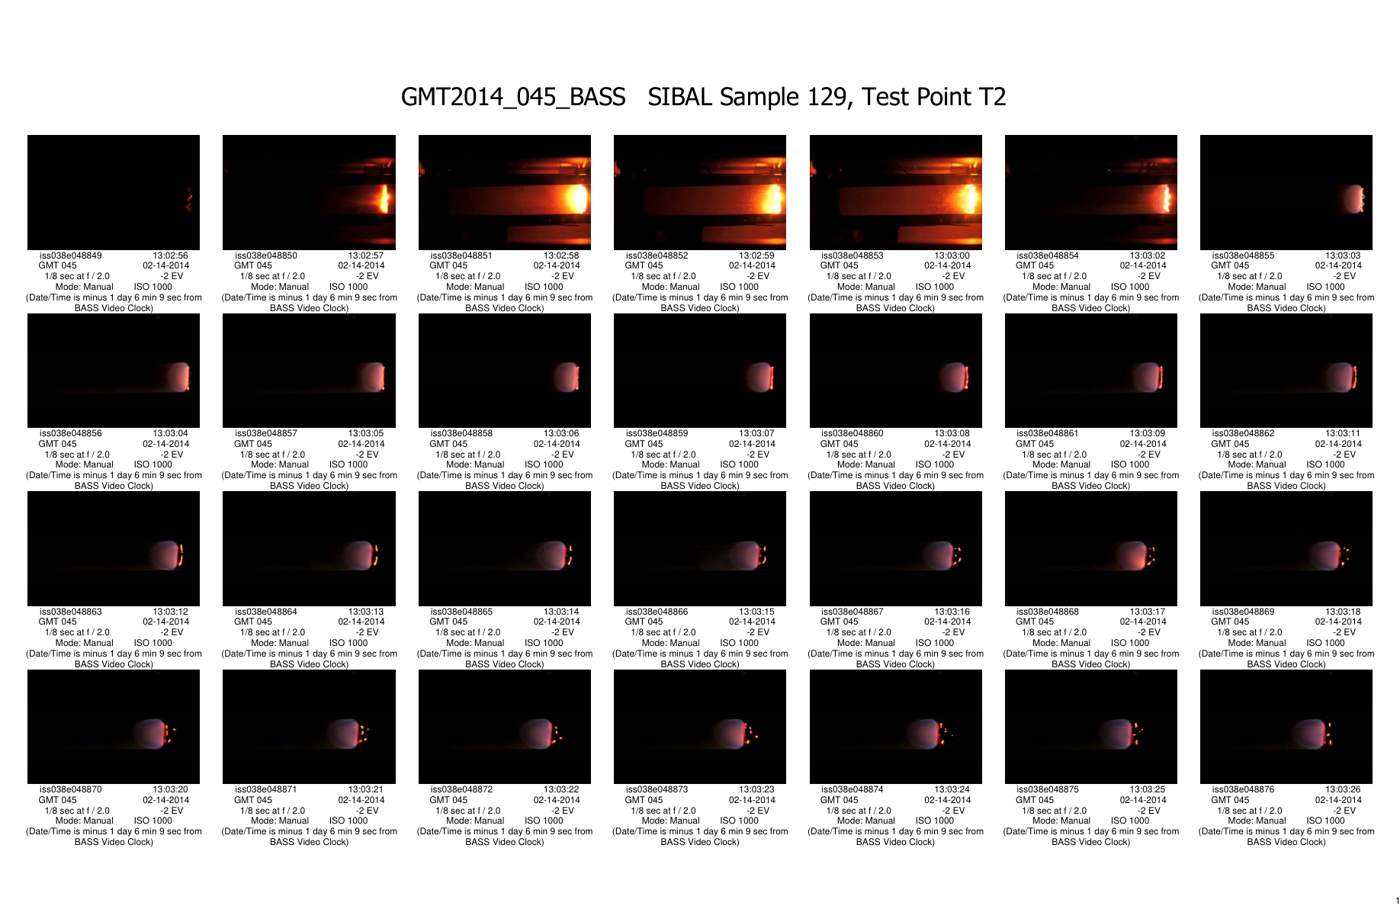 GMT2014_045_BASS SIBAL Sample 129, Test Point T2
iss038e048849 13:02:56
GMT 045 02-14-2014
1/8 sec at f / 2.0 -2 EV
Mode: Manual ISO 1000
(Date/Time is minus 1 day 6 min 9 sec from
BASS Video Clock)
iss038e048850 13:02:57
GMT 045 02-14-2014
1/8 sec at f / 2.0 -2 EV
Mode: Manual ISO 1000
(Date/Time is minus 1 day 6 min 9 sec from
BASS Video Clock)
iss038e048851 13:02:58
GMT 045 02-14-2014
1/8 sec at f / 2.0 -2 EV
Mode: Manual ISO 1000
(Date/Time is minus 1 day 6 min 9 sec from
BASS Video Clock)
iss038e048852 13:02:59
GMT 045 02-14-2014
1/8 sec at f / 2.0 -2 EV
Mode: Manual ISO 1000
(Date/Time is minus 1 day 6 min 9 sec from
BASS Video Clock)
iss038e048853 13:03:00
GMT 045 02-14-2014
1/8 sec at f / 2.0 -2 EV
Mode: Manual ISO 1000
(Date/Time is minus 1 day 6 min 9 sec from
BASS Video Clock)
iss038e048854 13:03:02
GMT 045 02-14-2014
1/8 sec at f / 2.0 -2 EV
Mode: Manual ISO 1000
(Date/Time is minus 1 day 6 min 9 sec from
BASS Video Clock)
iss038e048855 13:03:03
GMT 045 02-14-2014
1/8 sec at f / 2.0 -2 EV
Mode: Manual ISO 1000
(Date/Time is minus 1 day 6 min 9 sec from
BASS Video Clock)
iss038e048856 13:03:04
GMT 045 02-14-2014
1/8 sec at f / 2.0 -2 EV
Mode: Manual ISO 1000
(Date/Time is minus 1 day 6 min 9 sec from
BASS Video Clock)
iss038e048857 13:03:05
GMT 045 02-14-2014
1/8 sec at f / 2.0 -2 EV
Mode: Manual ISO 1000
(Date/Time is minus 1 day 6 min 9 sec from
BASS Video Clock)
iss038e048858 13:03:06
GMT 045 02-14-2014
1/8 sec at f / 2.0 -2 EV
Mode: Manual ISO 1000
(Date/Time is minus 1 day 6 min 9 sec from
BASS Video Clock)
iss038e048859 13:03:07
GMT 045 02-14-2014
1/8 sec at f / 2.0 -2 EV
Mode: Manual ISO 1000
(Date/Time is minus 1 day 6 min 9 sec from
BASS Video Clock)
iss038e048860 13:03:08
GMT 045 02-14-2014
1/8 sec at f / 2.0 -2 EV
Mode: Manual ISO 1000
(Date/Time is minus 1 day 6 min 9 sec from
BASS Video Clock)
iss038e048861 13:03:09
GMT 045 02-14-2014
1/8 sec at f / 2.0 -2 EV
Mode: Manual ISO 1000
(Date/Time is minus 1 day 6 min 9 sec from
BASS Video Clock)
iss038e048862 13:03:11
GMT 045 02-14-2014
1/8 sec at f / 2.0 -2 EV
Mode: Manual ISO 1000
(Date/Time is minus 1 day 6 min 9 sec from
BASS Video Clock)
iss038e048863 13:03:12
GMT 045 02-14-2014
1/8 sec at f / 2.0 -2 EV
Mode: Manual ISO 1000
(Date/Time is minus 1 day 6 min 9 sec from
BASS Video Clock)
iss038e048864 13:03:13
GMT 045 02-14-2014
1/8 sec at f / 2.0 -2 EV
Mode: Manual ISO 1000
(Date/Time is minus 1 day 6 min 9 sec from
BASS Video Clock)
iss038e048865 13:03:14
GMT 045 02-14-2014
1/8 sec at f / 2.0 -2 EV
Mode: Manual ISO 1000
(Date/Time is minus 1 day 6 min 9 sec from
BASS Video Clock)
iss038e048866 13:03:15
GMT 045 02-14-2014
1/8 sec at f / 2.0 -2 EV
Mode: Manual ISO 1000
(Date/Time is minus 1 day 6 min 9 sec from
BASS Video Clock)
iss038e048867 13:03:16
GMT 045 02-14-2014
1/8 sec at f / 2.0 -2 EV
Mode: Manual ISO 1000
(Date/Time is minus 1 day 6 min 9 sec from
BASS Video Clock)
iss038e048868 13:03:17
GMT 045 02-14-2014
1/8 sec at f / 2.0 -2 EV
Mode: Manual ISO 1000
(Date/Time is minus 1 day 6 min 9 sec from
BASS Video Clock)
iss038e048869 13:03:18
GMT 045 02-14-2014
1/8 sec at f / 2.0 -2 EV
Mode: Manual ISO 1000
(Date/Time is minus 1 day 6 min 9 sec from
BASS Video Clock)
iss038e048870 13:03:20
GMT 045 02-14-2014
1/8 sec at f / 2.0 -2 EV
Mode: Manual ISO 1000
(Date/Time is minus 1 day 6 min 9 sec from
BASS Video Clock)
iss038e048871 13:03:21
GMT 045 02-14-2014
1/8 sec at f / 2.0 -2 EV
Mode: Manual ISO 1000
(Date/Time is minus 1 day 6 min 9 sec from
BASS Video Clock)
iss038e048872 13:03:22
GMT 045 02-14-2014
1/8 sec at f / 2.0 -2 EV
Mode: Manual ISO 1000
(Date/Time is minus 1 day 6 min 9 sec from
BASS Video Clock)
iss038e048873 13:03:23
GMT 045 02-14-2014
1/8 sec at f / 2.0 -2 EV
Mode: Manual ISO 1000
(Date/Time is minus 1 day 6 min 9 sec from
BASS Video Clock)
iss038e048874 13:03:24
GMT 045 02-14-2014
1/8 sec at f / 2.0 -2 EV
Mode: Manual ISO 1000
(Date/Time is minus 1 day 6 min 9 sec from
BASS Video Clock)
iss038e048875 13:03:25
GMT 045 02-14-2014
1/8 sec at f / 2.0 -2 EV
Mode: Manual ISO 1000
(Date/Time is minus 1 day 6 min 9 sec from
BASS Video Clock)
iss038e048876 13:03:26
GMT 045 02-14-2014
1/8 sec at f / 2.0 -2 EV
Mode: Manual ISO 1000
(Date/Time is minus 1 day 6 min 9 sec from
BASS Video Clock)